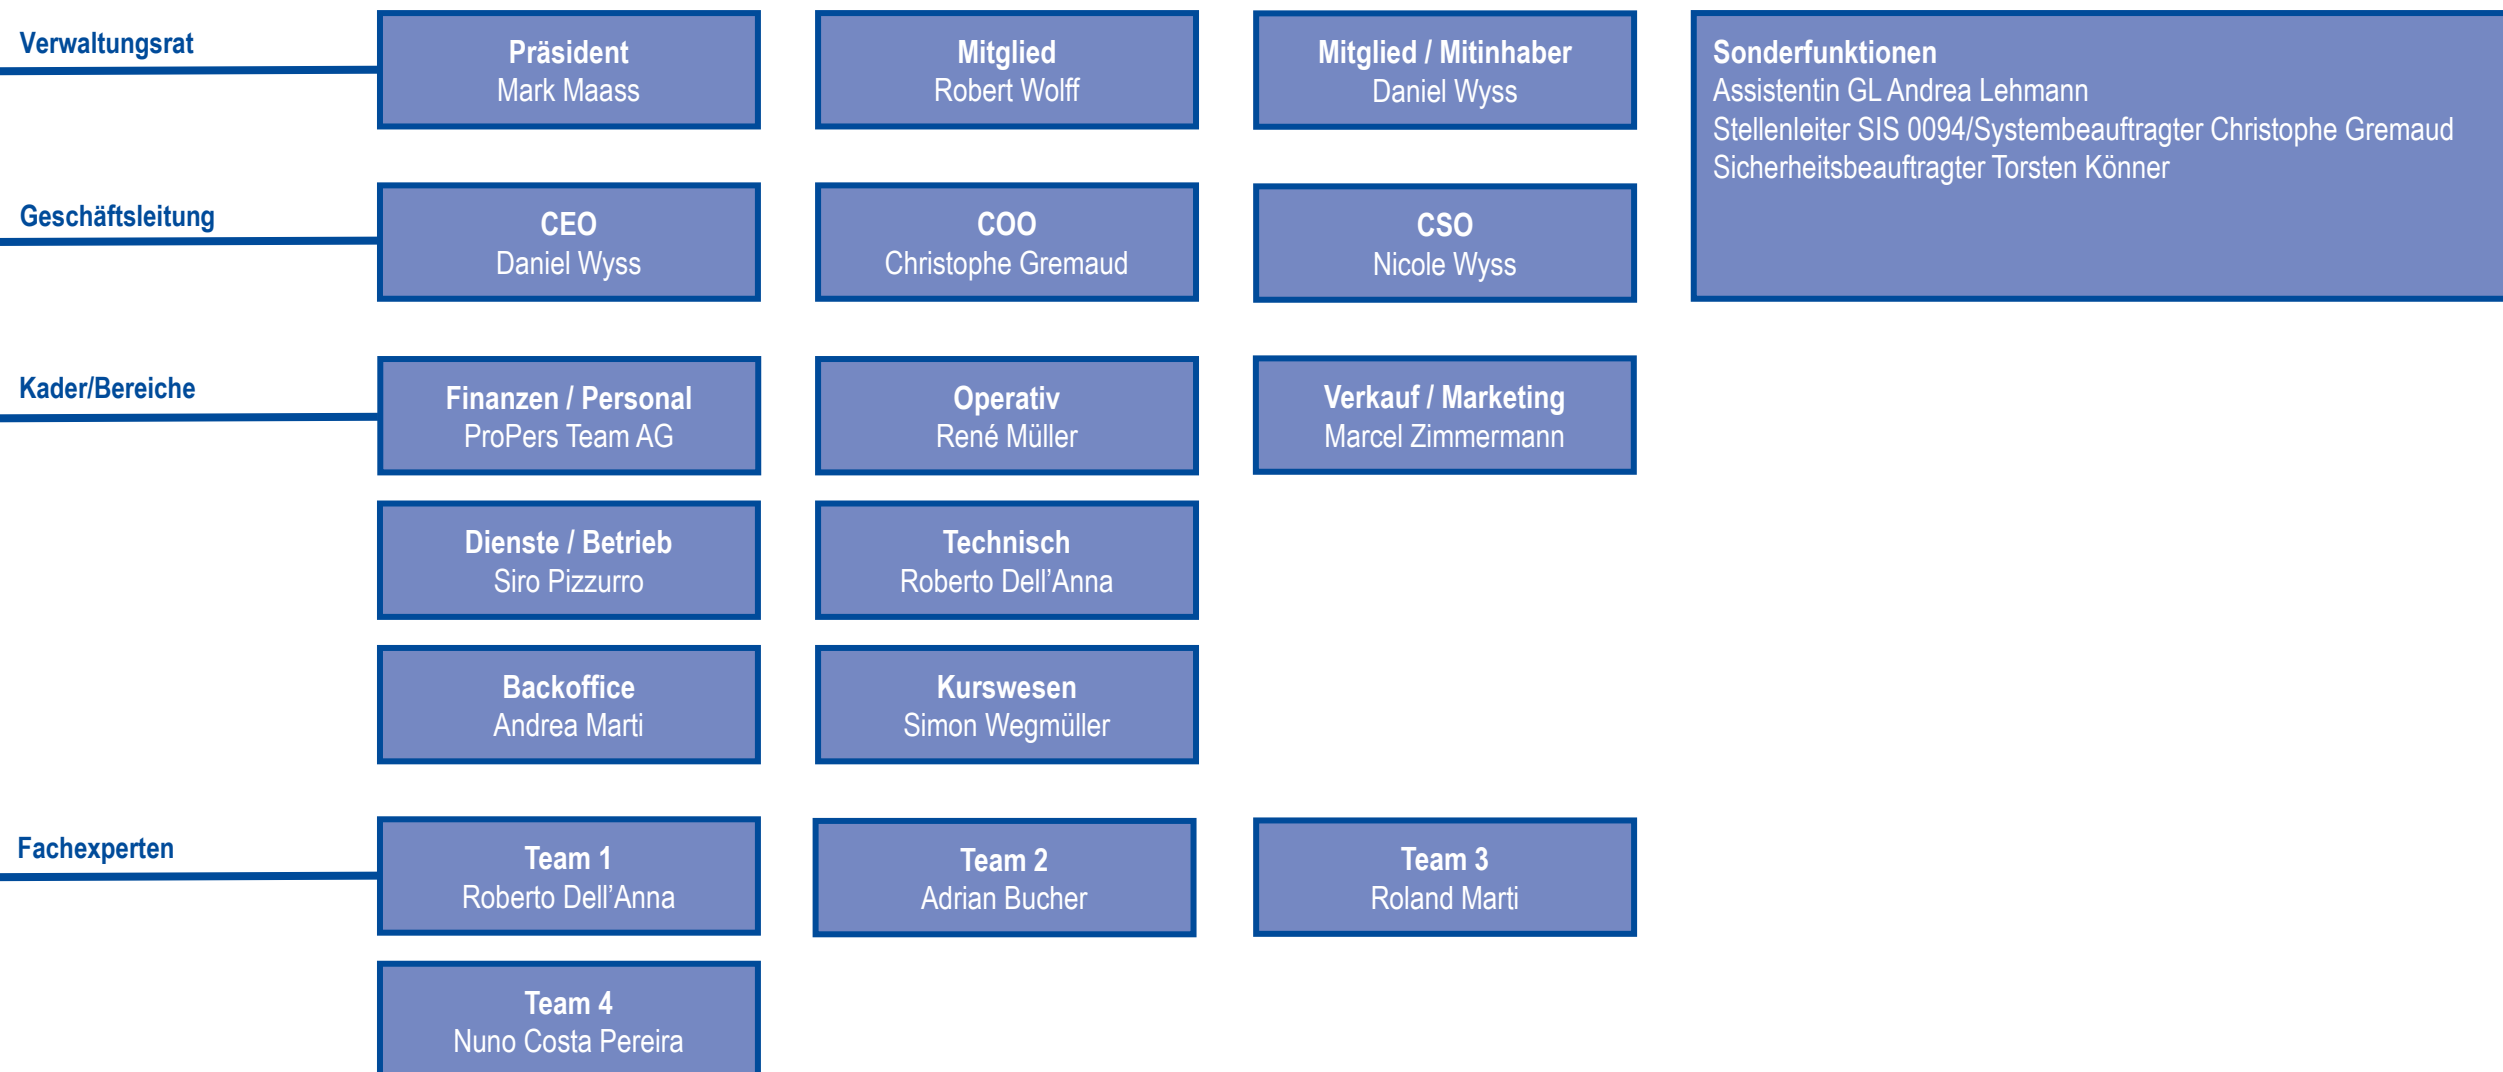 Verwaltungsrat
Präsident
Mark Maass
Mitglied
Robert Wolff
Mitglied / Mitinhaber
Daniel Wyss
Sonderfunktionen
Assistentin GL Andrea Lehmann
Stellenleiter SIS 0094/Systembeauftragter Christophe Gremaud
Sicherheitsbeauftragter Torsten Könner
Geschäftsleitung
CEO
Daniel Wyss
COO
Christophe Gremaud
CSO
Nicole Wyss
Kader/Bereiche
Finanzen / Personal
ProPers Team AG
Operativ
René Müller
Verkauf / Marketing
Marcel Zimmermann
Dienste / Betrieb
Siro Pizzurro
Technisch
Roberto Dell’Anna
Backoffice
Andrea Marti
Kurswesen
Simon Wegmüller
Fachexperten
Team 1
Roberto Dell’Anna
Team 2
Adrian Bucher
Team 3
Roland Marti
Team 4
Nuno Costa Pereira